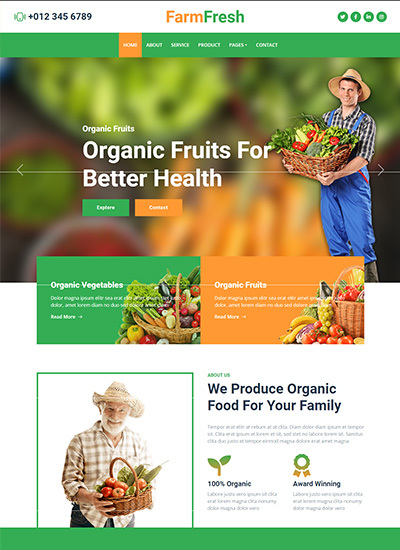 +012 345 6789
FarmFresh
HOME ABOUT SERVICE PRODUCT PAGES CONTACT
Organic Fruits
Organic Fruits For
Better Health
Explore Contact
Organic Vegetables
Dolor magna ipsum elitr sea erat elitr amet ipsum stet justo
dolor, amet lorem diam no duo sed dolore duo diam
Read More →
Organic Fruits
Dolor magna ipsum elitr sea erat elitr amet ipsum stet justo
dolor, amet lorem diam no duo sed dolore duo diam
Read More →
ABOUT US
We Produce Organic
Food For Your Family
Tempor erat elitr at rebum at at clita. Diam dolor diam ipsum et tempor
sit. Clita erat ipsum et lorem et sit, sed stet no labore lorem sit. Sanctus
clita duo justo et tempor eirmod magna dolore erat amet magna
100% Organic
Labore justo vero ipsum sit
clita erat lorem magna
clita nonumy dolor magna
dolor vero
Award Winning
Labore justo vero ipsum sit
clita erat lorem magna
clita nonumy dolor magna
dolor vero